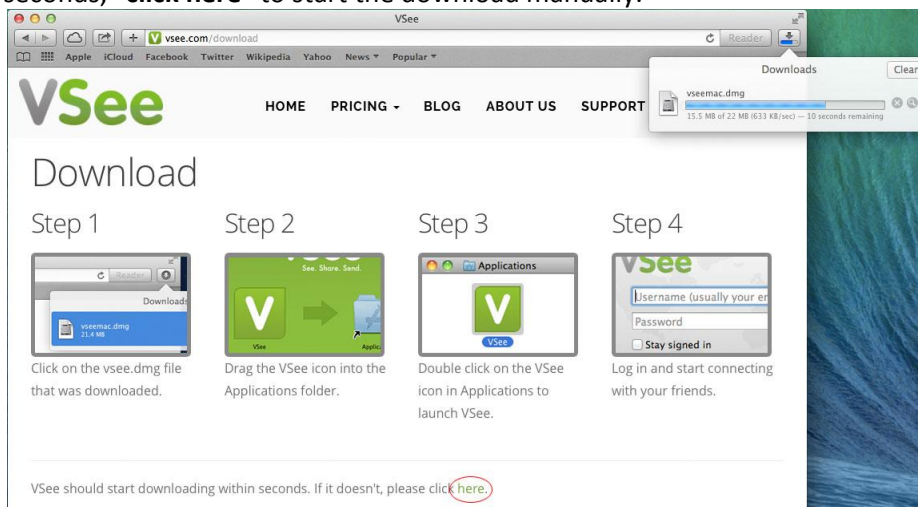 seconds, "click here" to start the download manually.
VSee
vsee.com/download
Reader
Apple iCloud Facebook Twitter Wikipedia Yahoo News Popular
Downloads Clear
vseemac.dmg
15.5 MB of 22 MB (633 KB/sec) — 10 seconds remaining
VSee HOME PRICING BLOG ABOUT US SUPPORT
Download
Step 1 Step 2 Step 3 Step 4
Reader
Downloads
vseemac.dmg
21.4 MB
See. Share. Send.
V
VSee Applic
Applications
V
VSee
VSee
Username (usually your em
Password
Stay signed in
Click on the vsee.dmg file
that was downloaded.
Drag the VSee icon into the
Applications folder.
Double click on the VSee
icon in Applications to
launch VSee.
Log in and start connecting
with your friends.
VSee should start downloading within seconds. If it doesn't, please click here.